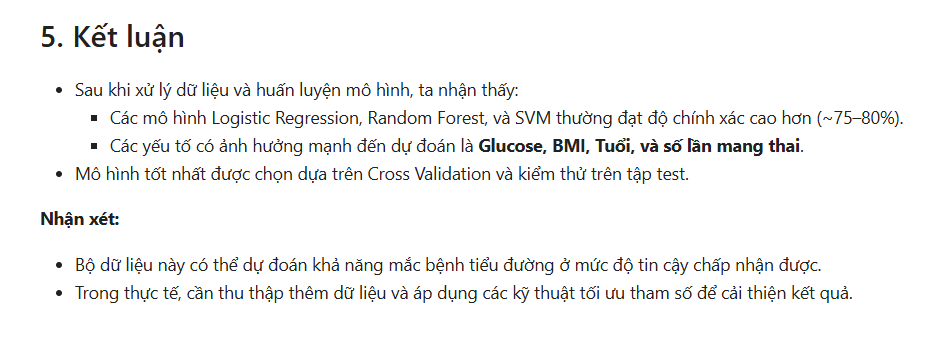 5. Kết luận
Sau khi xử lý dữ liệu và huấn luyện mô hình, ta nhận thấy:
Các mô hình Logistic Regression, Random Forest, và SVM thường đạt độ chính xác cao hơn (~75–80%).
Các yếu tố có ảnh hưởng mạnh đến dự đoán là Glucose, BMI, Tuổi, và số lần mang thai.
Mô hình tốt nhất được chọn dựa trên Cross Validation và kiểm thử trên tập test.
Nhận xét:
Bộ dữ liệu này có thể dự đoán khả năng mắc bệnh tiểu đường ở mức độ tin cậy chấp nhận được.
Trong thực tế, cần thu thập thêm dữ liệu và áp dụng các kỹ thuật tối ưu tham số để cải thiện kết quả.